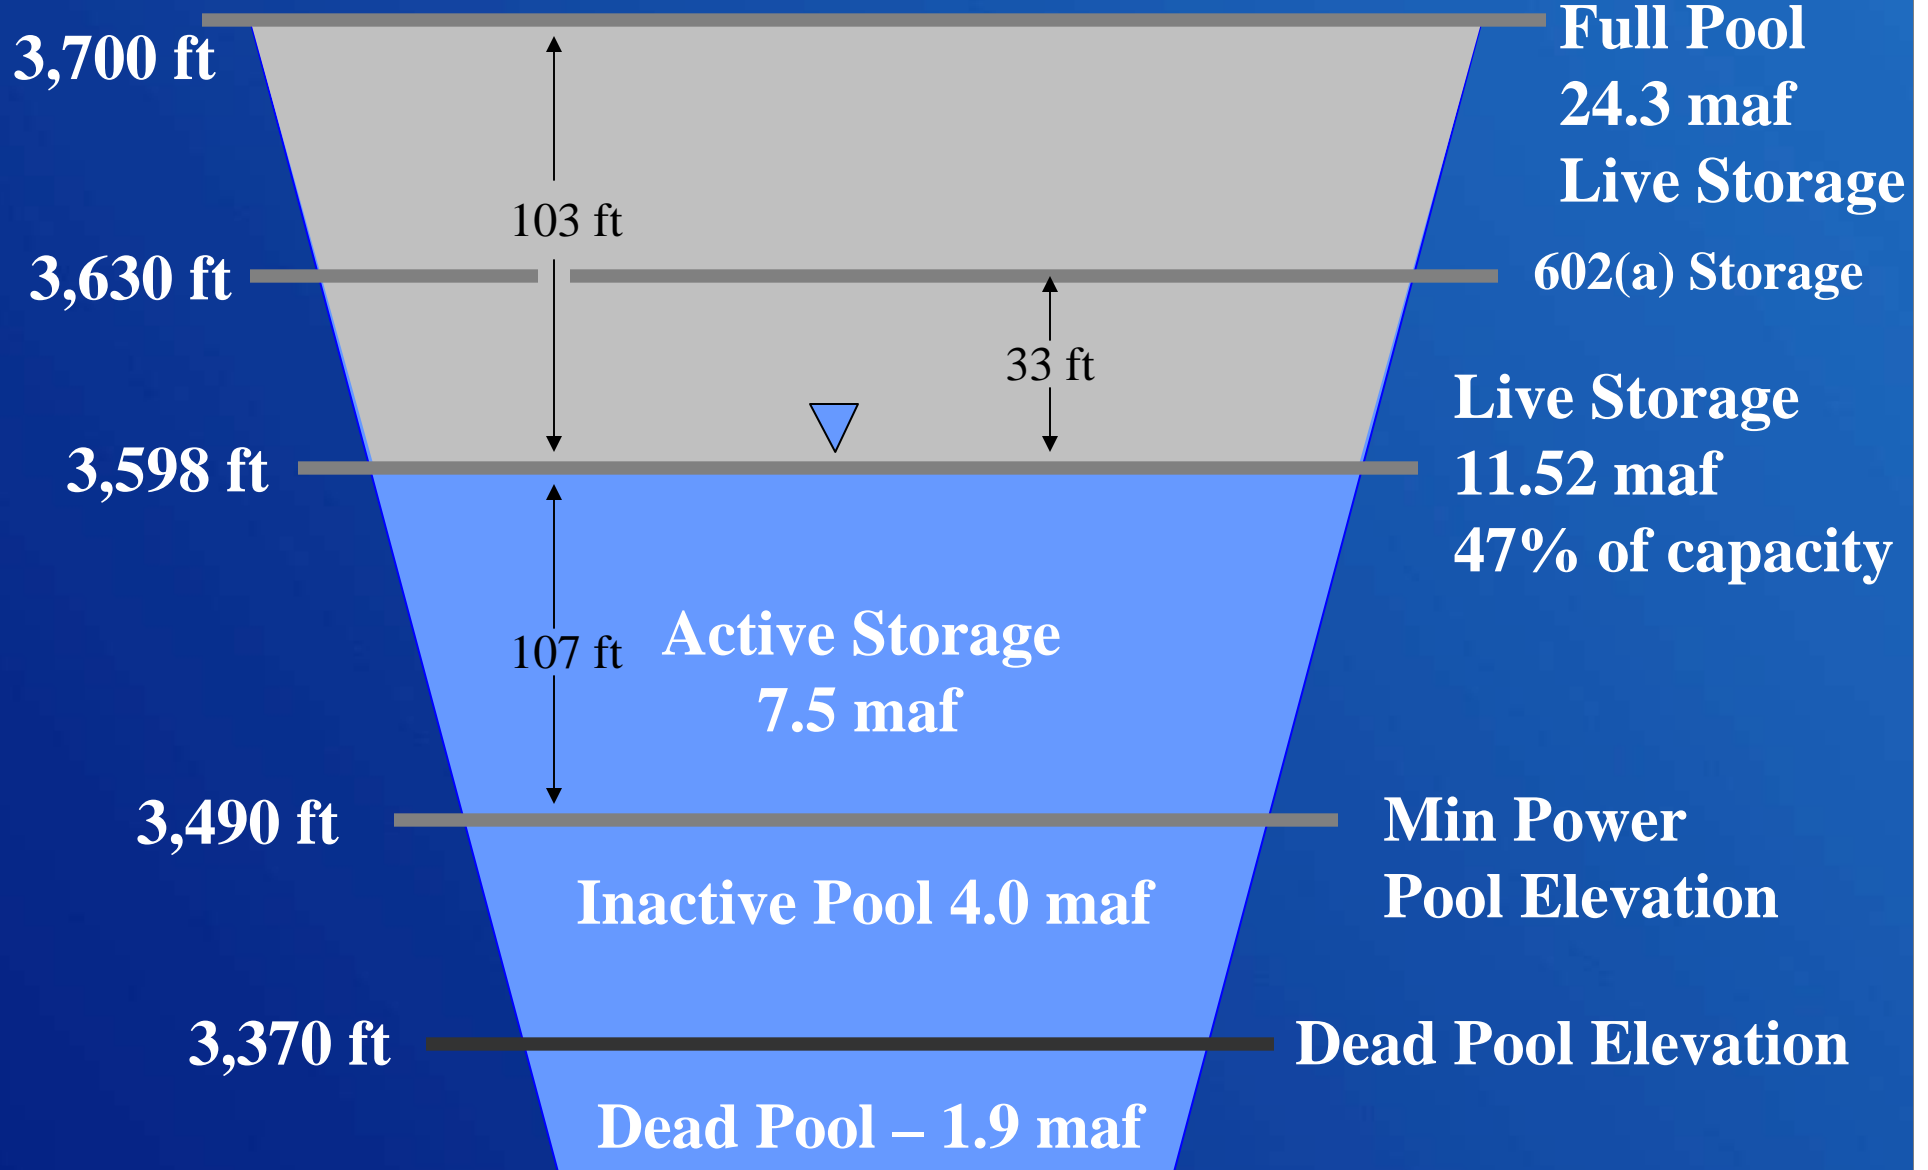 3,700 ft
Full Pool
24.3 maf
Live Storage
103 ft
3,630 ft
602(a) Storage
33 ft
3,598 ft
Live Storage
11.52 maf
47% of capacity
107 ft
Active Storage
7.5 maf
3,490 ft
Min Power
Pool Elevation
Inactive Pool 4.0 maf
3,370 ft
Dead Pool Elevation
Dead Pool – 1.9 maf